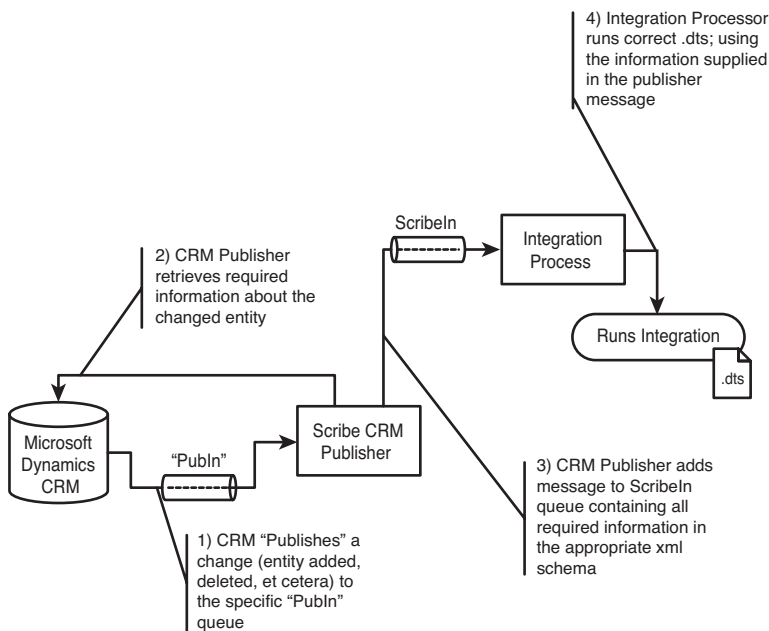 4) Integration Processor
runs correct .dts; using
the information supplied
in the publisher
message
ScribeIn
Integration
Process
2) CRM Publisher
retrieves required
information about the
changed entity
Runs Integration
.dts
Microsoft
Dynamics
CRM
“PubIn”
Scribe CRM
Publisher
3) CRM Publisher adds
message to ScribeIn
queue containing all
required information in
the appropriate xml
schema
1) CRM “Publishes” a
change (entity added,
deleted, et cetera) to
the specific “PubIn”
queue